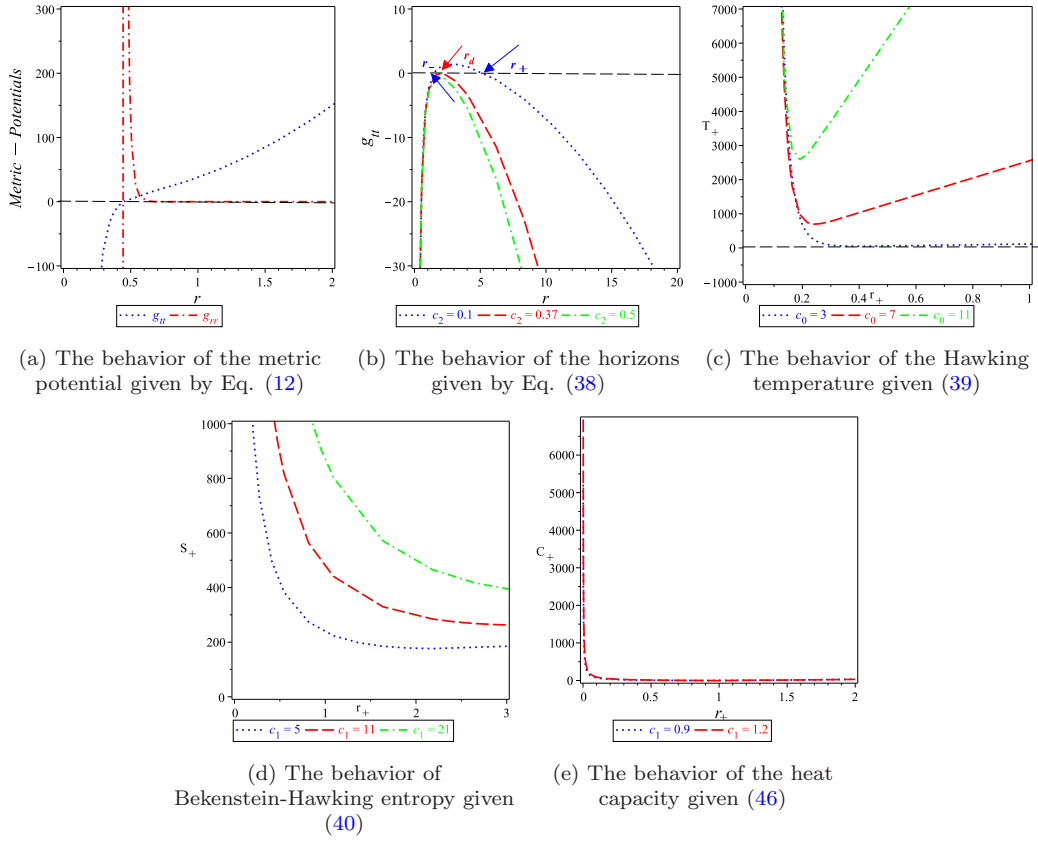 Metric − Potentials
300
200
100
0
−100
0
0.5
1
1.5
2
r
g_tt
g_rr
(a) The behavior of the metric
potential given by Eq. (12)
g_tt
10
0
−10
−20
−30
r_−
r_d
r_+
0
5
10
15
20
r
c_2 = 0.1
c_2 = 0.37
c_2 = 0.5
(b) The behavior of the horizons
given by Eq. (38)
T_+
7000
6000
5000
4000
3000
2000
1000
0
−1000
0
0.2
0.4
0.6
0.8
1
r_+
c_0 = 3
c_0 = 7
c_0 = 11
(c) The behavior of the Hawking
temperature given (39)
S_+
1000
800
600
400
200
0
0
1
2
3
r_+
c_1 = 5
c_1 = 11
c_1 = 21
(d) The behavior of
Bekenstein-Hawking entropy given
(40)
C_+
6000
5000
4000
3000
2000
1000
0
0
0.5
1
1.5
2
r_+
c_1 = 0.9
c_1 = 1.2
(e) The behavior of the heat
capacity given (46)